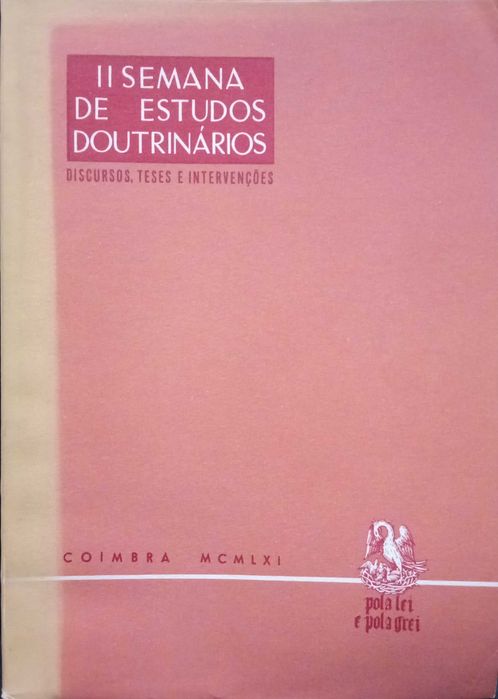 II SEMANA
DE ESTUDOS
DOUTRINÁRIOS
DISCURSOS, TESES E INTERVENÇÕES
COIMBRA MCMLXI
pola lei
e pola grei